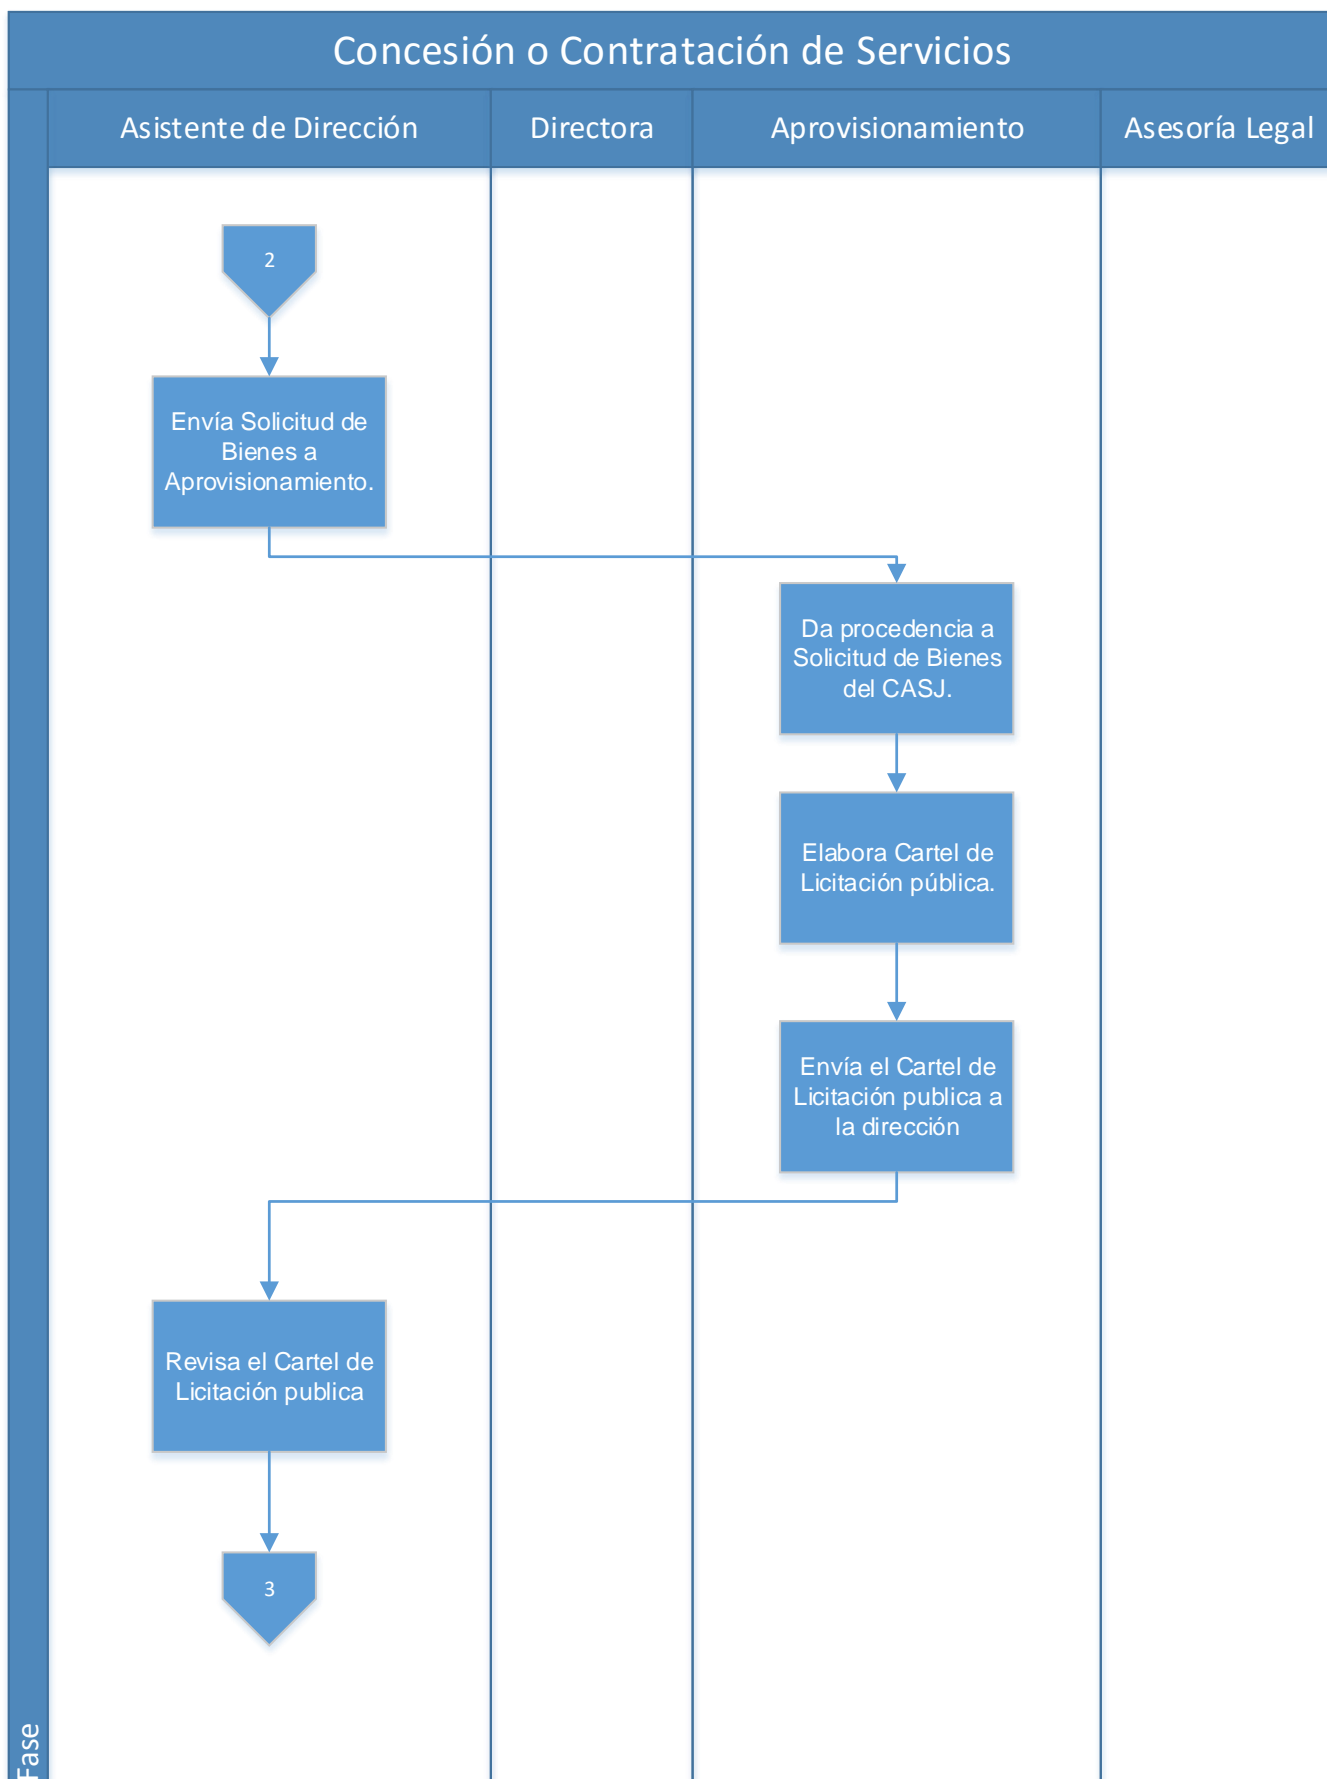 Concesión o Contratación de Servicios
Asistente de Dirección
Directora
Aprovisionamiento
Asesoría Legal
2
Envía Solicitud de
Bienes a
Aprovisionamiento.
Da procedencia a
Solicitud de Bienes
del CASJ.
Elabora Cartel de
Licitación pública.
Envía el Cartel de
Licitación publica a
la dirección
Revisa el Cartel de
Licitación publica
3
Fase